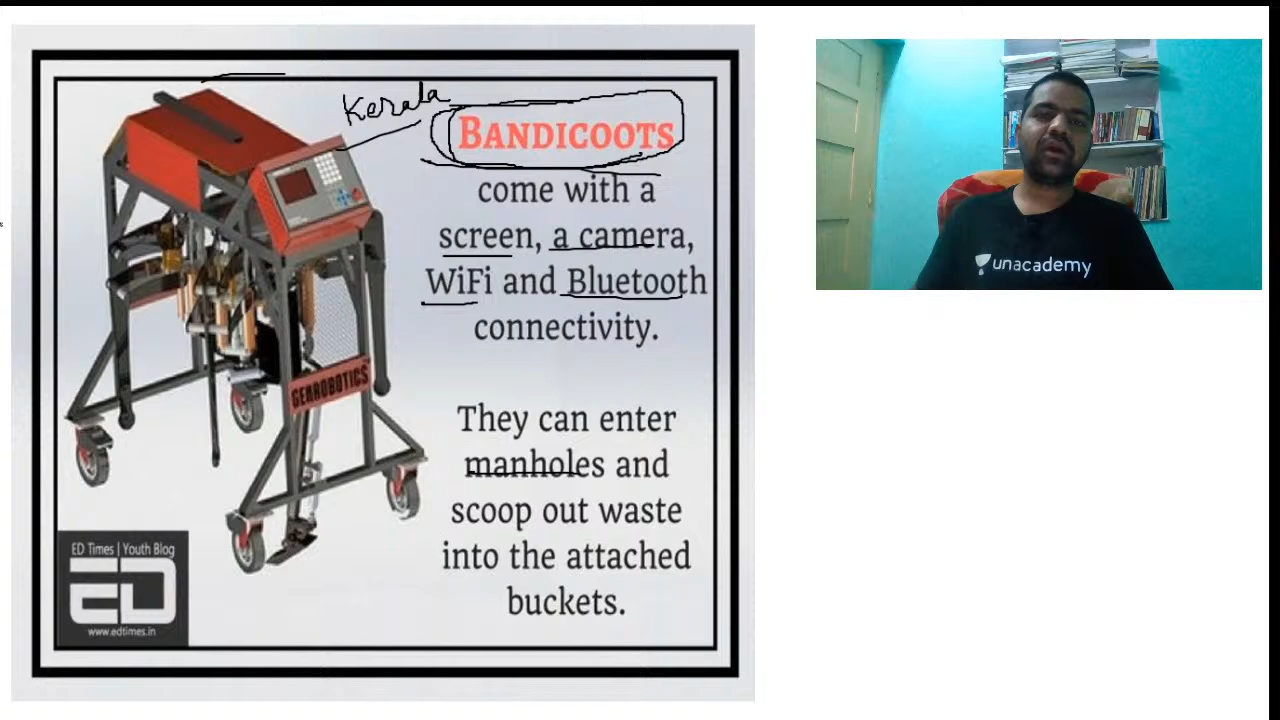 Kerala
BANDICOOTS
come with a
screen, a camera,
WiFi and Bluetooth
connectivity.
They can enter
manholes and
scoop out waste
into the attached
buckets.
GENROBOTICS
ED Times | Youth Blog
ED
www.edtimes.in
unacademy